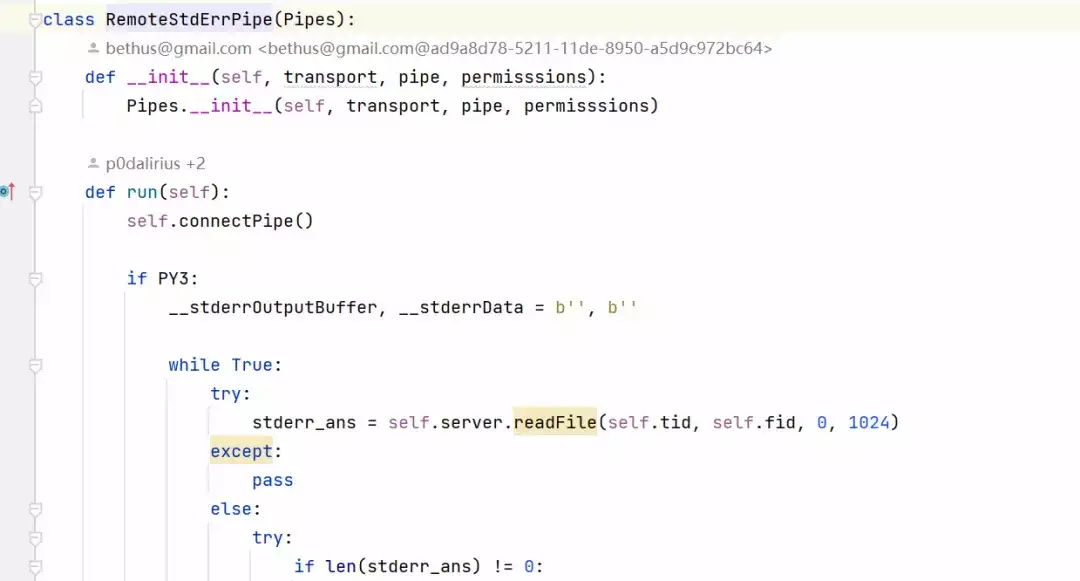 class RemoteStdErrPipe(Pipes):
bethus@gmail.com <bethus@gmail.com@ad9a8d78-5211-11de-8950-a5d9c972bc64>
def __init__(self, transport, pipe, permisssions):
Pipes.__init__(self, transport, pipe, permisssions)
p0dalirius +2
def run(self):
self.connectPipe()
if PY3:
__stderrOutputBuffer, __stderrData = b'', b''
while True:
try:
stderr_ans = self.server.readFile(self.tid, self.fid, 0, 1024)
except:
pass
else:
try:
if len(stderr_ans) != 0: